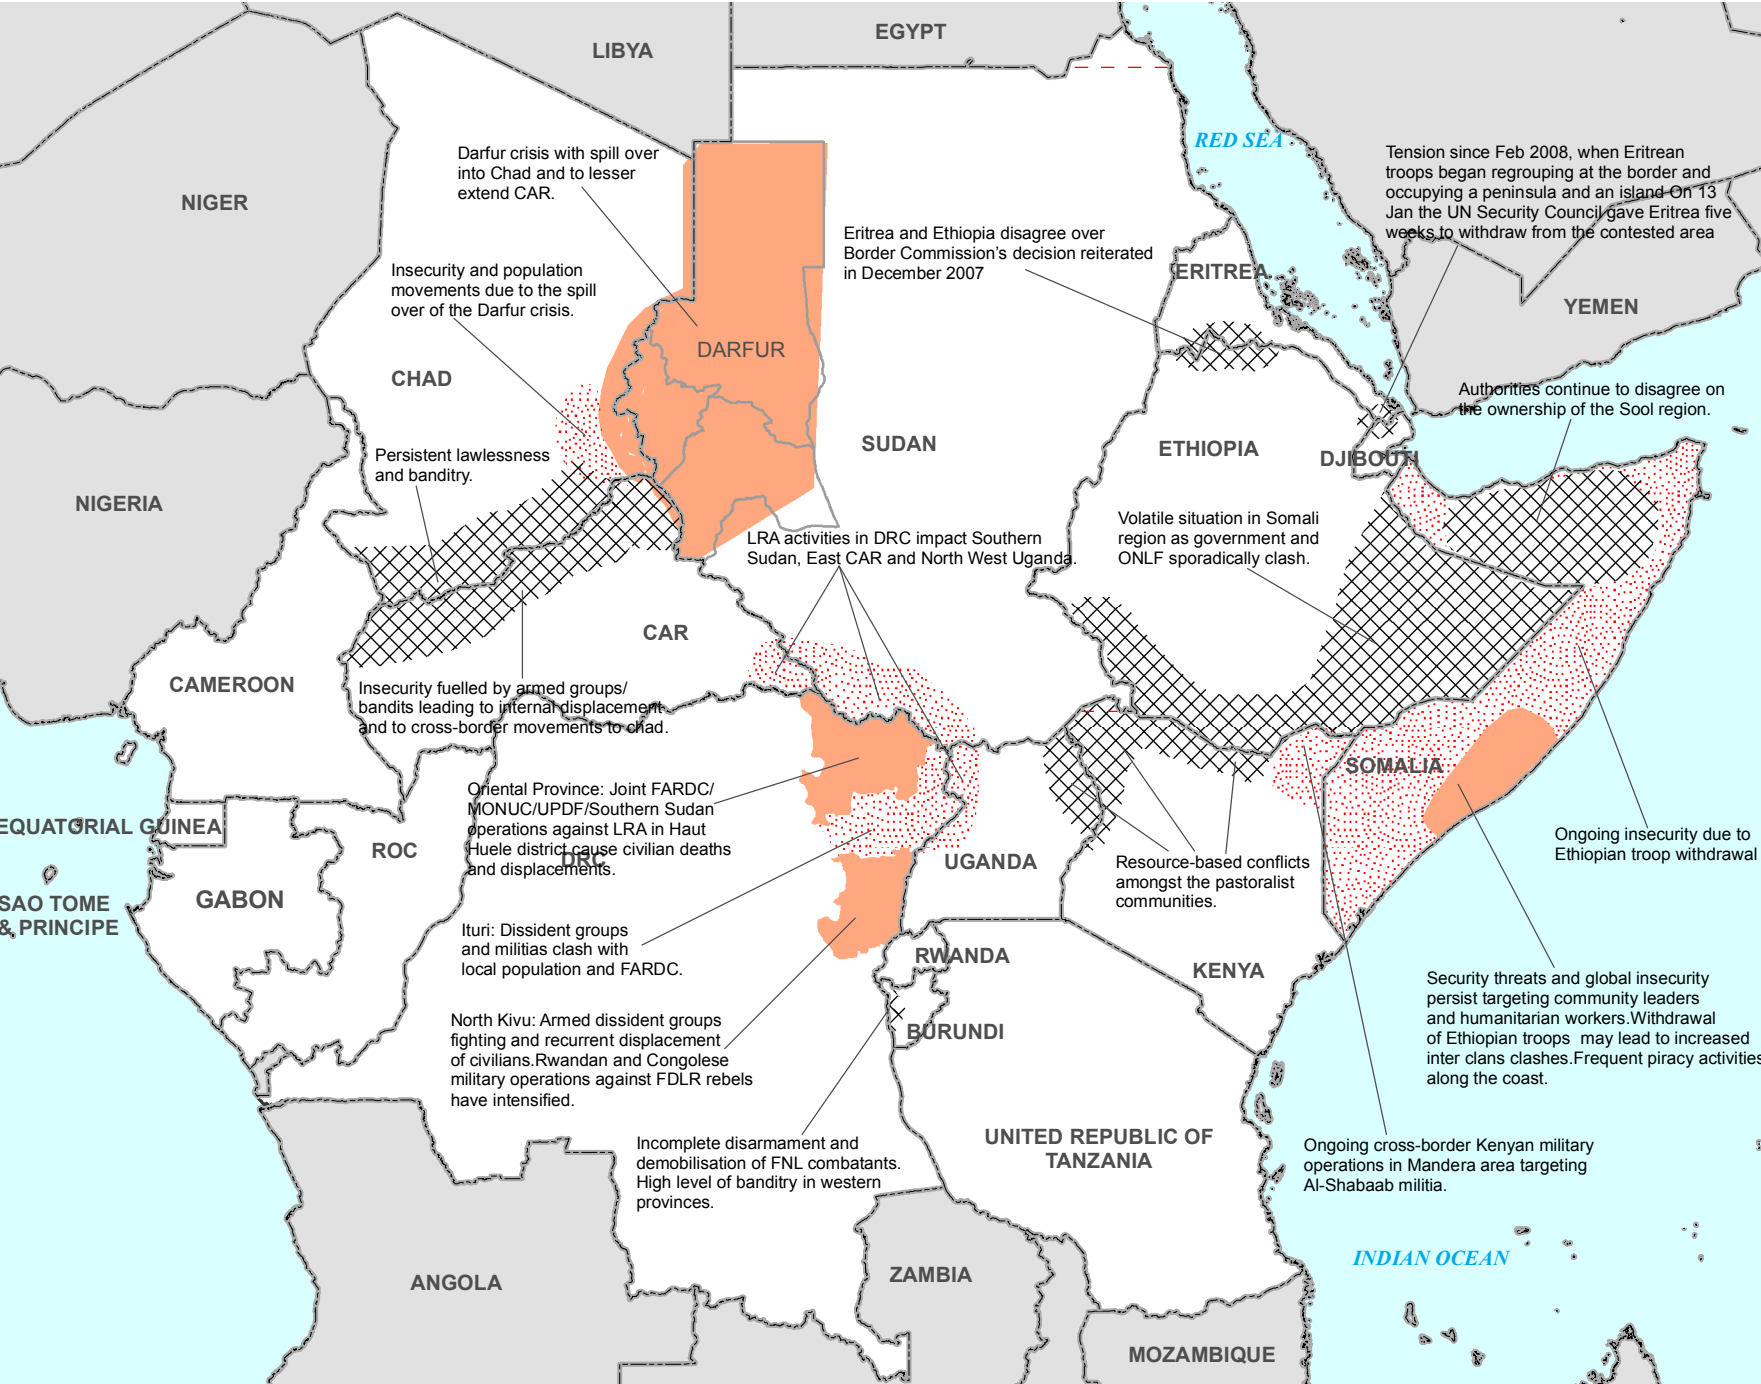 EGYPT
LIBYA
RED SEA
NIGER
Darfur crisis with spill over
into Chad and to lesser
extend CAR.
Tension since Feb 2008, when Eritrean
troops began regrouping at the border and
occupying a peninsula and an island On 13
Jan the UN Security Council gave Eritrea five
weeks to withdraw from the contested area
Eritrea and Ethiopia disagree over
Border Commission's decision reiterated
in December 2007
Insecurity and population
movements due to the spill
over of the Darfur crisis.
ERITREA
YEMEN
DARFUR
CHAD
Authorities continue to disagree on
the ownership of the Sool region.
SUDAN
ETHIOPIA
DJIBOUTI
Persistent lawlessness
and banditry.
NIGERIA
Volatile situation in Somali
region as government and
ONLF sporadically clash.
LRA activities in DRC impact Southern
Sudan, East CAR and North West Uganda.
CAR
CAMEROON
Insecurity fuelled by armed groups/
bandits leading to internal displacement
and to cross-border movements to chad.
SOMALIA
Oriental Province: Joint FARDC/
MONUC/UPDF/Southern Sudan
operations against LRA in Haut
Huele district cause civilian deaths
and displacements.
EQUATORIAL GUINEA
ROC
DRC
UGANDA
Ongoing insecurity due to
Ethiopian troop withdrawal
Resource-based conflicts
amongst the pastoralist
communities.
GABON
SAO TOME
& PRINCIPE
Ituri: Dissident groups
and militias clash with
local population and FARDC.
RWANDA
KENYA
Security threats and global insecurity
persist targeting community leaders
and humanitarian workers.Withdrawal
of Ethiopian troops may lead to increased
inter clans clashes.Frequent piracy activities
along the coast.
North Kivu: Armed dissident groups
fighting and recurrent displacement
of civilians.Rwandan and Congolese
military operations against FDLR rebels
have intensified.
BURUNDI
Incomplete disarmament and
demobilisation of FNL combatants.
High level of banditry in western
provinces.
UNITED REPUBLIC OF
TANZANIA
Ongoing cross-border Kenyan military
operations in Mandera area targeting
Al-Shabaab militia.
INDIAN OCEAN
ANGOLA
ZAMBIA
MOZAMBIQUE